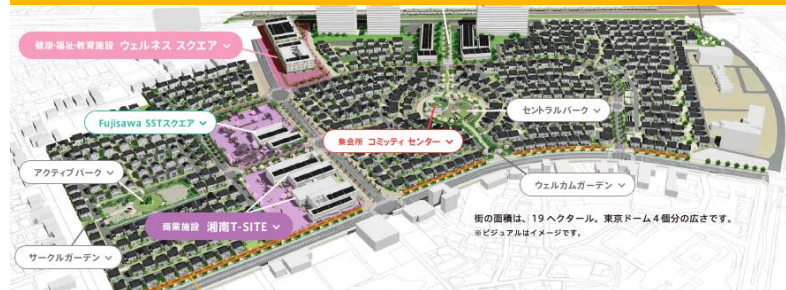 健康・福祉・教育施設 ウェルネス スクエア
Fujisawa SSTスクエア
集会所 コミッティ センター
セントラルパーク
アクティブパーク
ウェルカムガーデン
商業施設 湘南T-SITE
サークルガーデン
街の面積は、19ヘクタール。東京ドーム4個分の広さです。
※ビジュアルはイメージです。